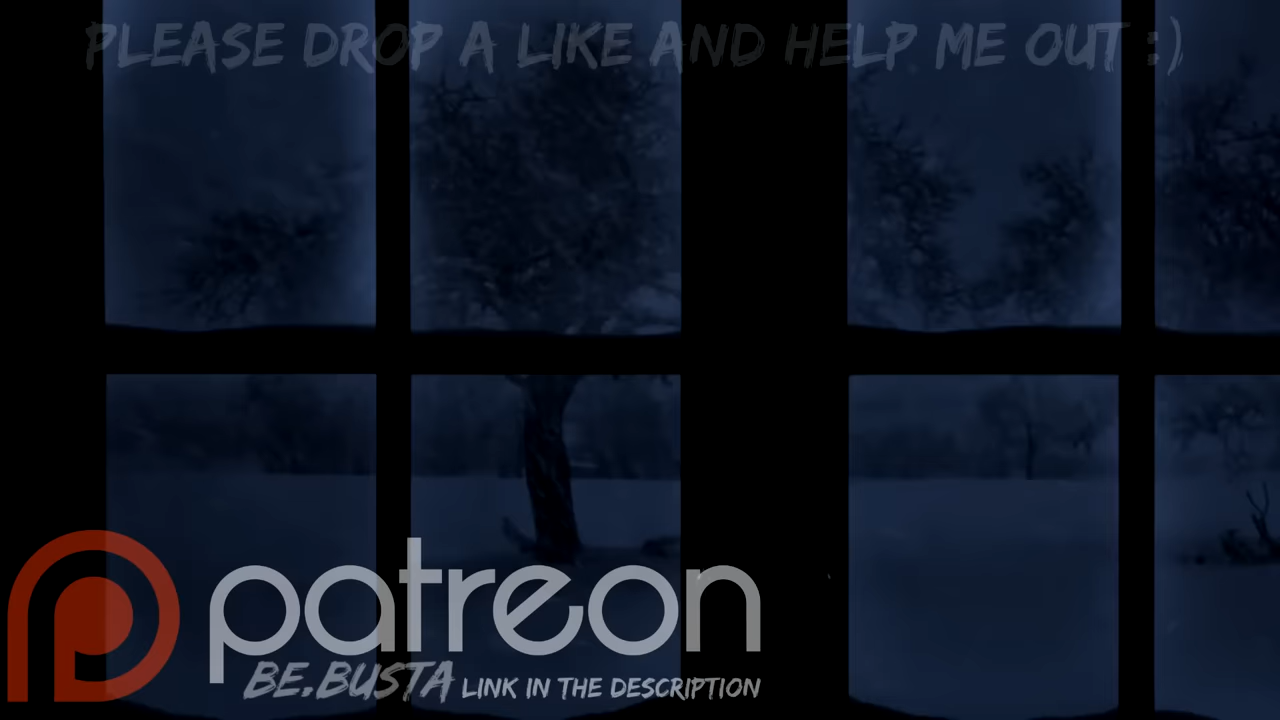 PLEASE DROP A LIKE AND HELP ME OUT :)
patreon
BE.BUSTA LINK IN THE DESCRIPTION